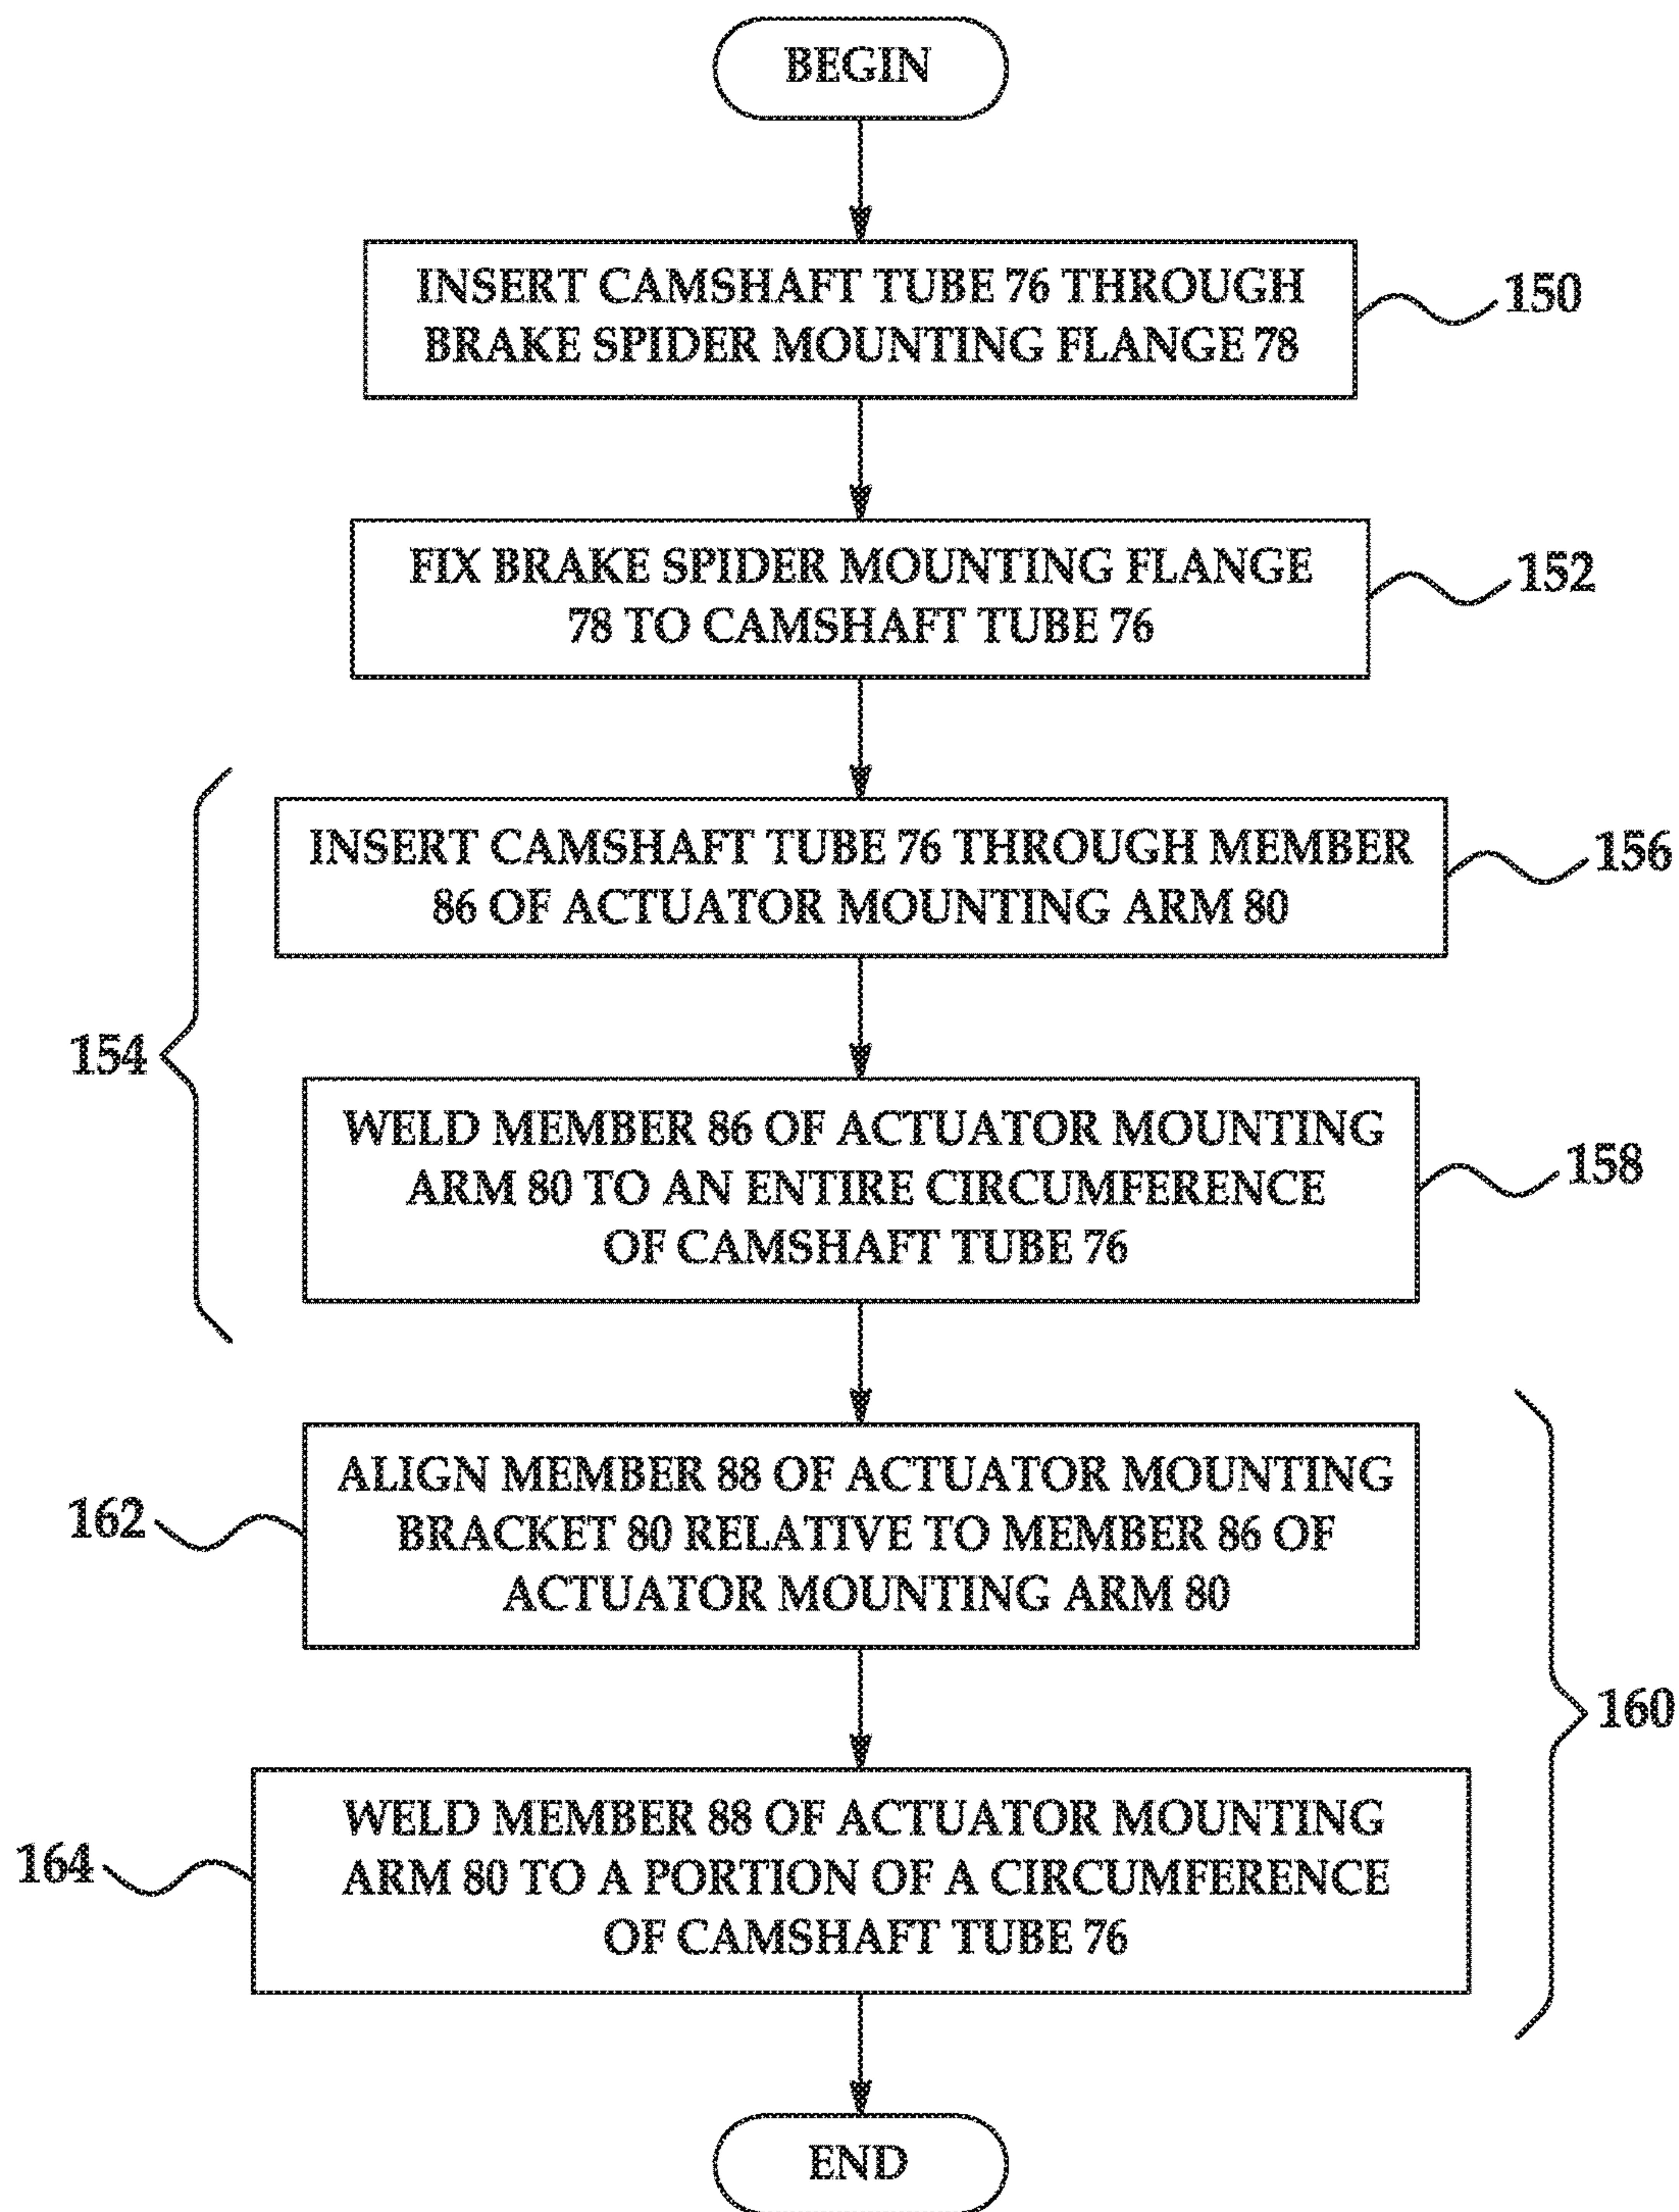 BEGIN
INSERT CAMSHAFT TUBE 76 THROUGH
BRAKE SPIDER MOUNTING FLANGE 78
150
FIX BRAKE SPIDER MOUNTING FLANGE
78 TO CAMSHAFT TUBE 76
152
154
INSERT CAMSHAFT TUBE 76 THROUGH MEMBER
86 OF ACTUATOR MOUNTING ARM 80
156
WELD MEMBER 86 OF ACTUATOR MOUNTING
ARM 80 TO AN ENTIRE CIRCUMFERENCE
OF CAMSHAFT TUBE 76
158
160
162
ALIGN MEMBER 88 OF ACTUATOR MOUNTING
BRACKET 80 RELATIVE TO MEMBER 86 OF
ACTUATOR MOUNTING ARM 80
164
WELD MEMBER 88 OF ACTUATOR MOUNTING
ARM 80 TO A PORTION OF A CIRCUMFERENCE
OF CAMSHAFT TUBE 76
END